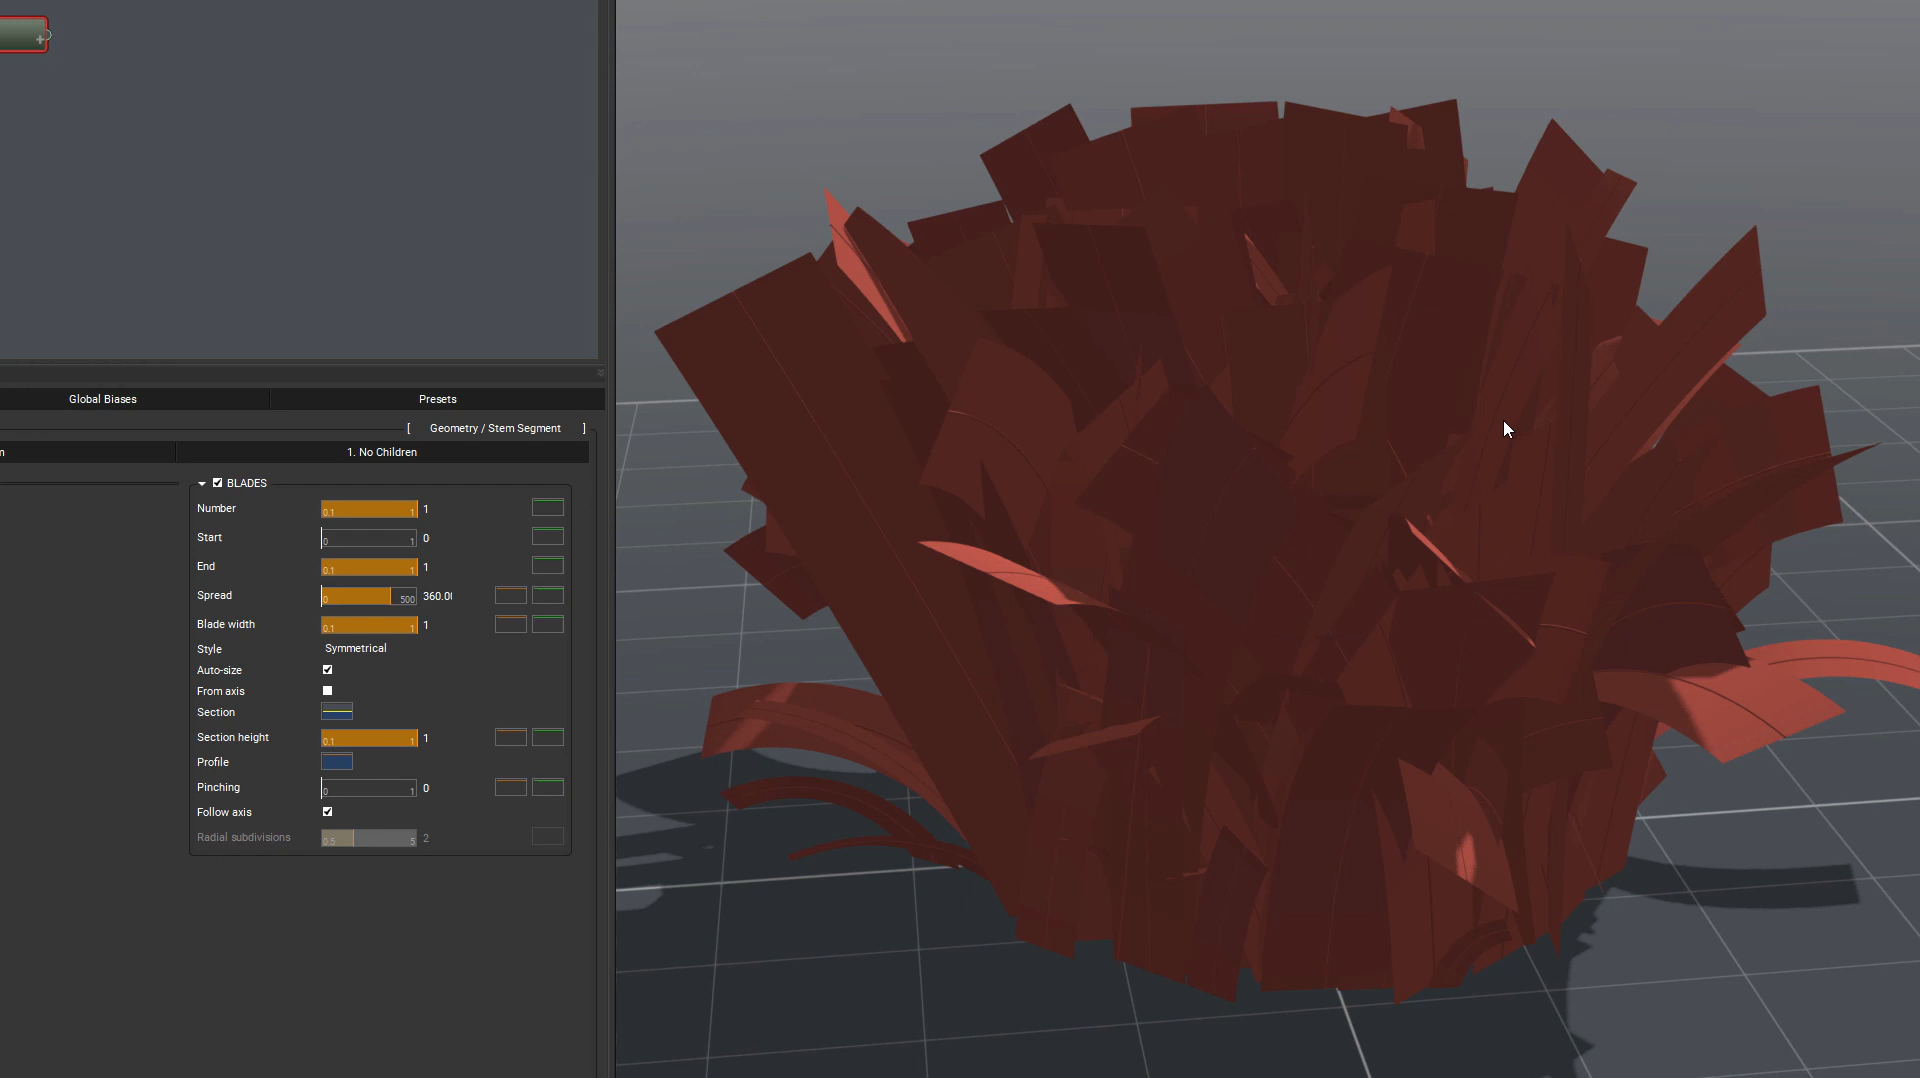 Global Biases
Presets
[ Geometry / Stem Segment ]
1. No Children
BLADES
Number 0.1 1 1
Start 0 1 0
End 0.1 1 1
Spread 0 500 360.0
Blade width 0.1 1 1
Style Symmetrical
Auto-size
From axis
Section
Section height 0.1 1 1
Profile
Pinching 0 1 0
Follow axis
Radial subdivisions 0.5 5 2